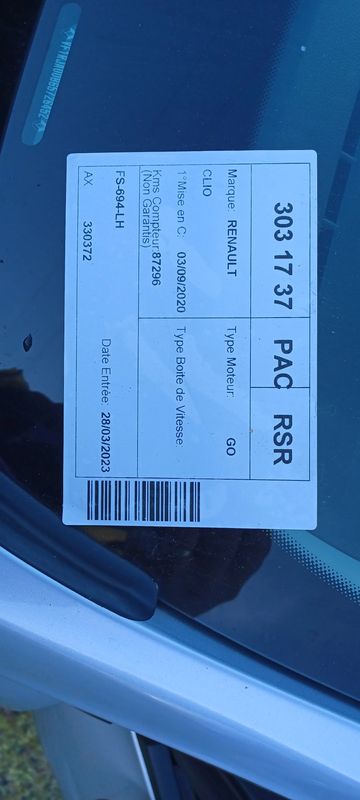 303 17 37 PAC RSR
Marque: RENAULT
Type Moteur: GO
CLIO
1°Mise en C: 03/09/2020
Type Boite de Vitesse:
Kms Compteur: 87296
(Non Garantis)
FS-694-LH
Date Entrée: 28/03/2023
AX 330372